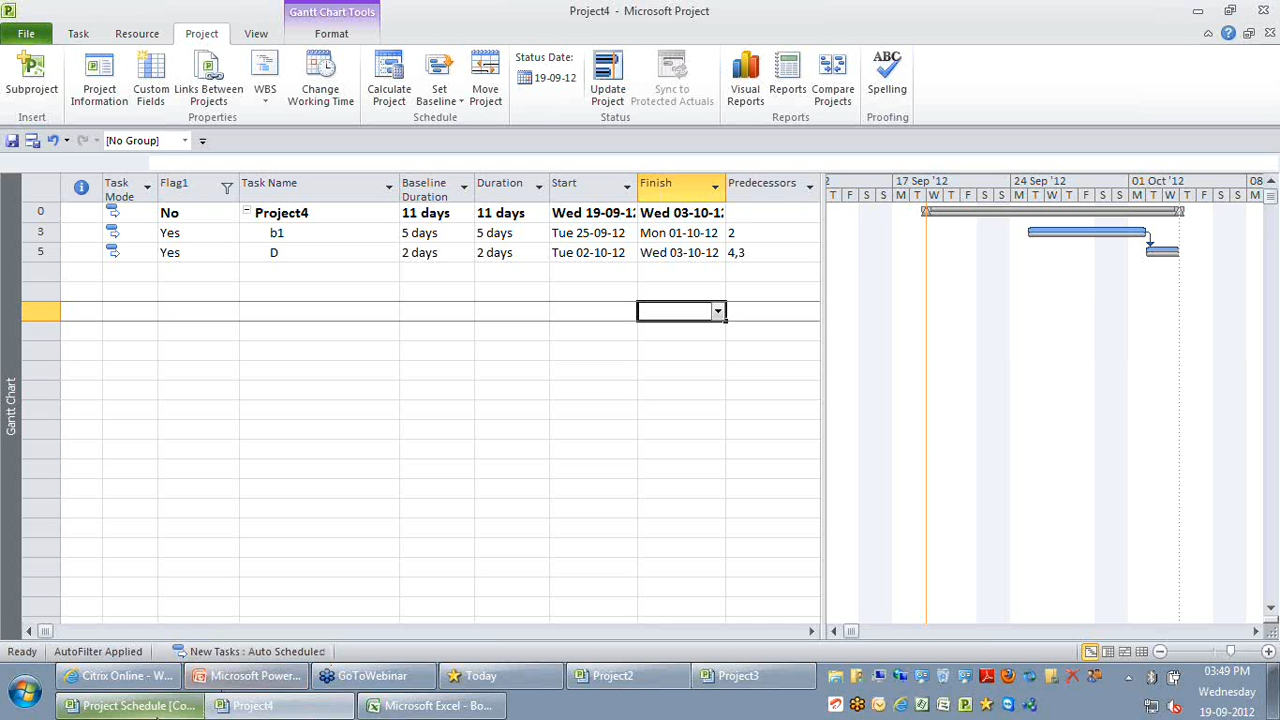 Gantt Chart Tools
Project4 - Microsoft Project
File Task Resource Project View Format
Subproject
Project Information
Custom Fields
Links Between Projects
WBS
Change Working Time
Calculate Project
Set Baseline
Move Project
Status Date:
19-09-12
Update Project
Sync to Protected Actuals
Visual Reports
Reports
Compare Projects
ABC
Spelling
Insert Properties Schedule Status Reports Proofing
[No Group]
Task Mode Flag1 Task Name Baseline Duration Duration Start Finish Predecessors
0 No Project4 11 days 11 days Wed 19-09-12 Wed 03-10-12
3 Yes b1 5 days 5 days Tue 25-09-12 Mon 01-10-12 2
5 Yes D 2 days 2 days Tue 02-10-12 Wed 03-10-12 4,3
2 17 Sep '12 24 Sep '12 01 Oct '12 08
T F S S M T W T F S S M T W T F S S M T W T F S S M
Gantt Chart
Ready AutoFilter Applied New Tasks : Auto Scheduled
Citrix Online - W... Microsoft Power... GoToWebinar Today Project2 Project3
03:49 PM
Wednesday
19-09-2012
Project Schedule [Co... Project4 Microsoft Excel - Bo...